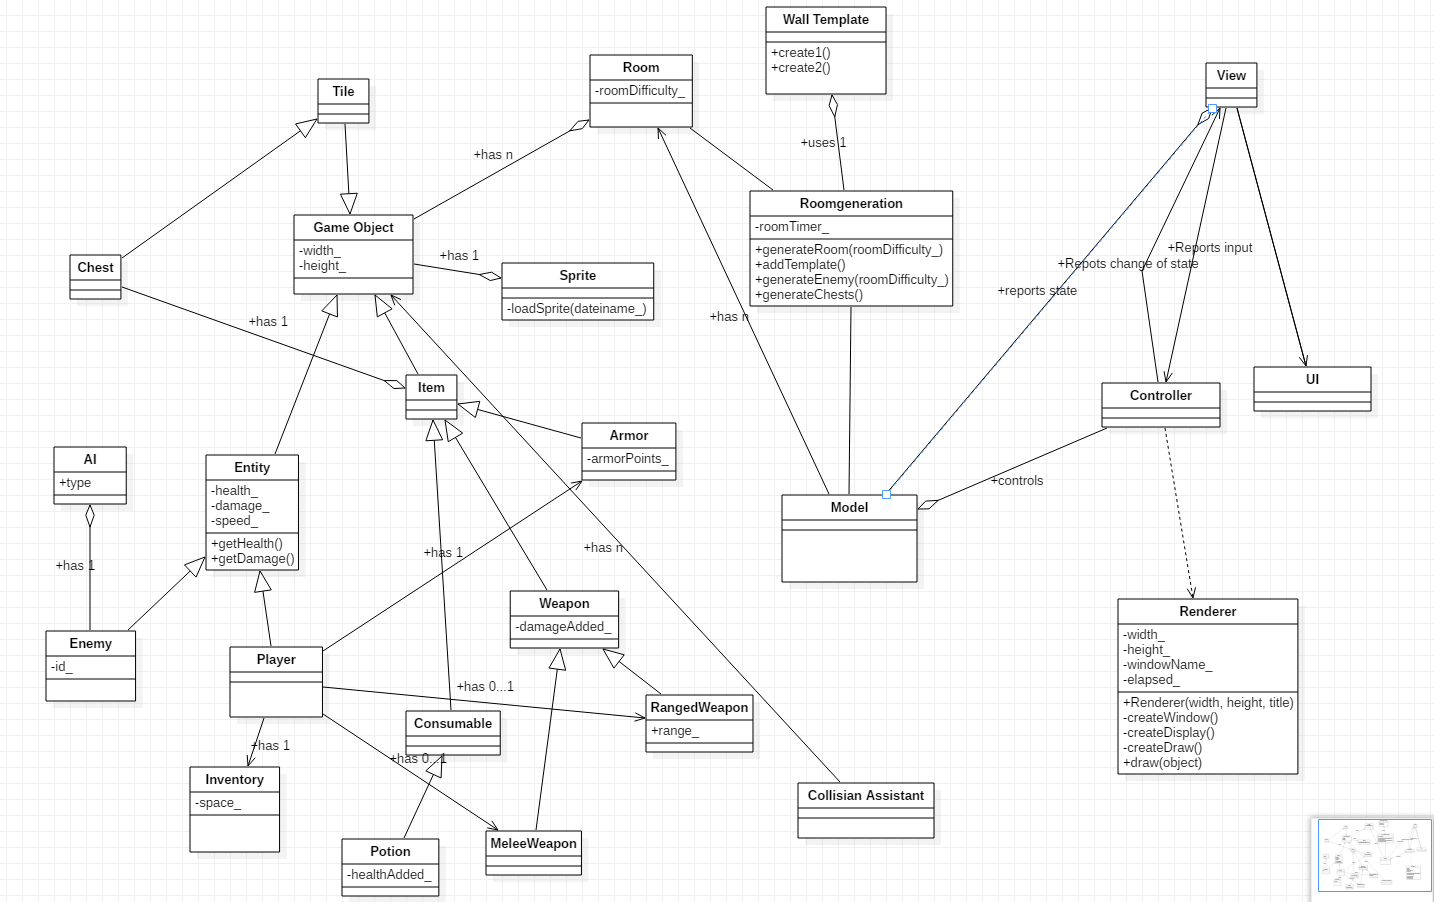 Wall Template
+create1()
+create2()
Room
-roomDifficulty_
View
Tile
+has n
+uses 1
Roomgeneration
-roomTimer_
+generateRoom(roomDifficulty_)
+addTemplate()
+generateEnemy(roomDifficulty_)
+generateChests()
Game Object
-width_
-height_
+has 1
Sprite
-loadSprite(dateiname_)
Chest
+has 1
+has n
+Reports input
+Repots change of state
+reports state
Item
UI
Controller
Armor
-armorPoints_
AI
+type
Entity
-health_
-damage_
-speed_
+getHealth()
+getDamage()
+controls
Model
+has 1
+has 1
+has n
Weapon
-damageAdded_
Renderer
-width_
-height_
-windowName_
-elapsed_
+Renderer(width, height, title)
-createWindow()
-createDisplay()
-createDraw()
+draw(object)
Enemy
-id_
Player
+has 0...1
RangedWeapon
+range_
Consumable
+has 1
+has 0...1
Inventory
-space_
Collisian Assistant
Potion
-healthAdded_
MeleeWeapon